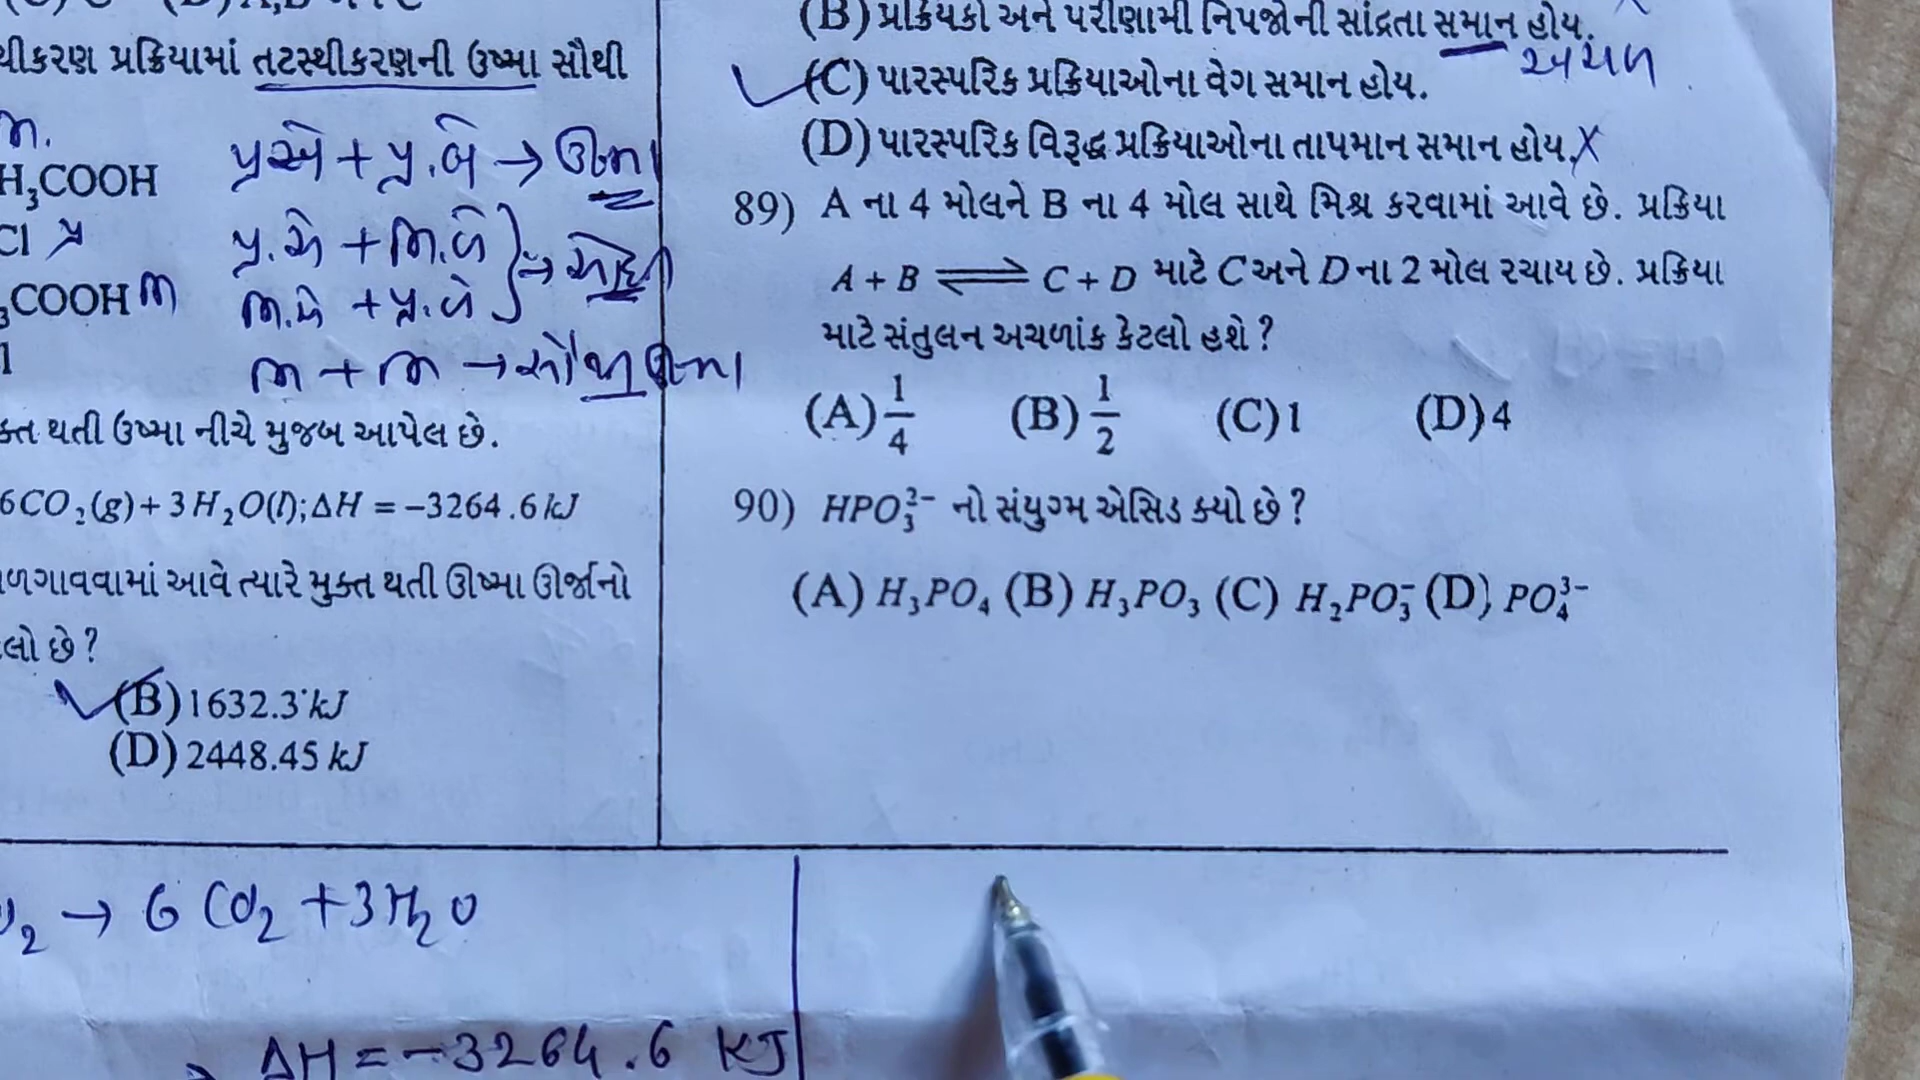 થીકરણ પ્રક્રિયામાં તટસ્થીકરણની ઉષ્મા સૌથી
H₃COOH
Cl પ્ર
₃COOH
ક્ત થતી ઉષ્મા નીચે મુજબ આપેલ છે.
6CO₂(g)+3H₂O(l);ΔH = −3264.6 kJ
ળગાવવામાં આવે ત્યારે મુક્ત થતી ઊષ્મા ઊર્જાનો
લો છે?
(B) 1632.3 kJ
(D) 2448.45 kJ
(B) પ્રક્રિયકો અને પરીણામી નિપજોની સાંદ્રતા સમાન હોય.
અચળ
(C) પારસ્પરિક પ્રક્રિયાઓના વેગ સમાન હોય.
(D) પારસ્પરિક વિરૂદ્ધ પ્રક્રિયાઓના તાપમાન સમાન હોય.
89) A ના 4 મોલને B ના 4 મોલ સાથે મિશ્ર કરવામાં આવે છે. પ્રક્રિયા
A + B ⇌ C + D માટે C અને D ના 2 મોલ રચાય છે. પ્રક્રિયા
માટે સંતુલન અચળાંક કેટલો હશે ?
(A) 1/4 (B) 1/2 (C) 1 (D) 4
90) HPO₃²⁻ નો સંયુગ્મ એસિડ ક્યો છે ?
(A) H₃PO₄ (B) H₃PO₃ (C) H₂PO₃⁻ (D) PO₄³⁻
₂ → 6 CO₂ + 3H₂O
ΔH = −3264.6 KJ